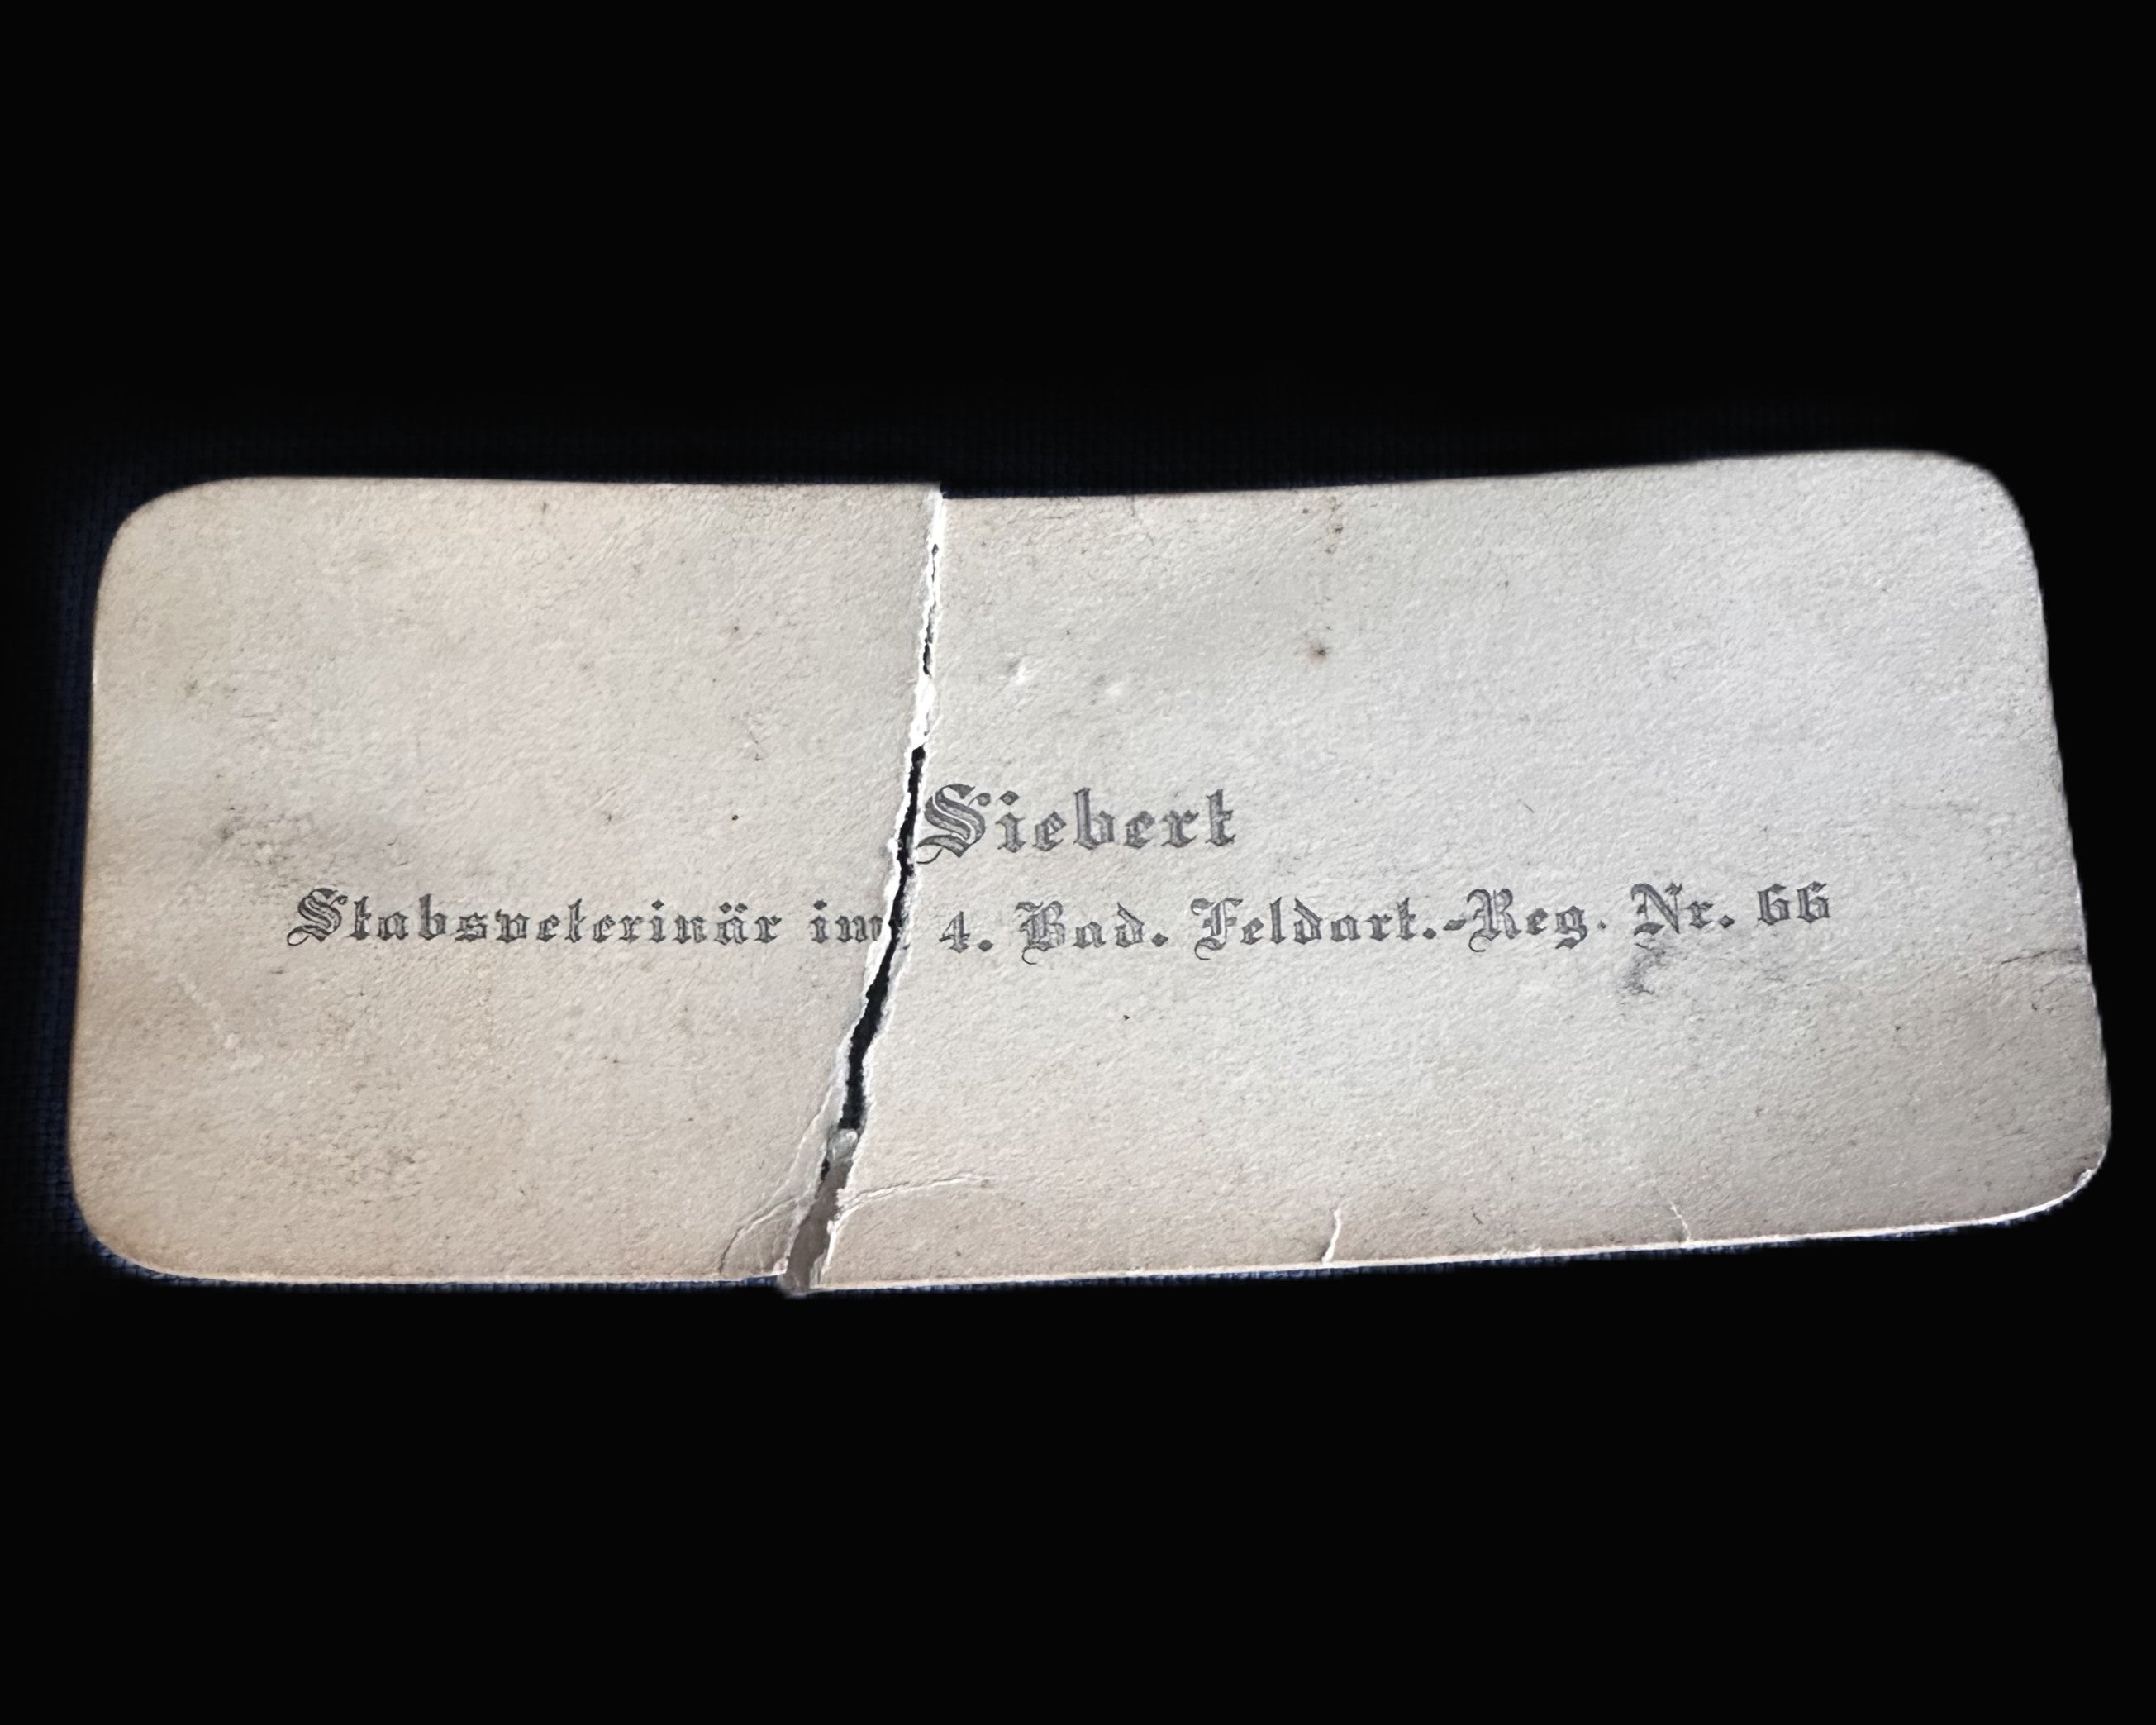 Siebert
Stabsveterinär im 4. Bad. Feldart.-Reg. Nr. 66